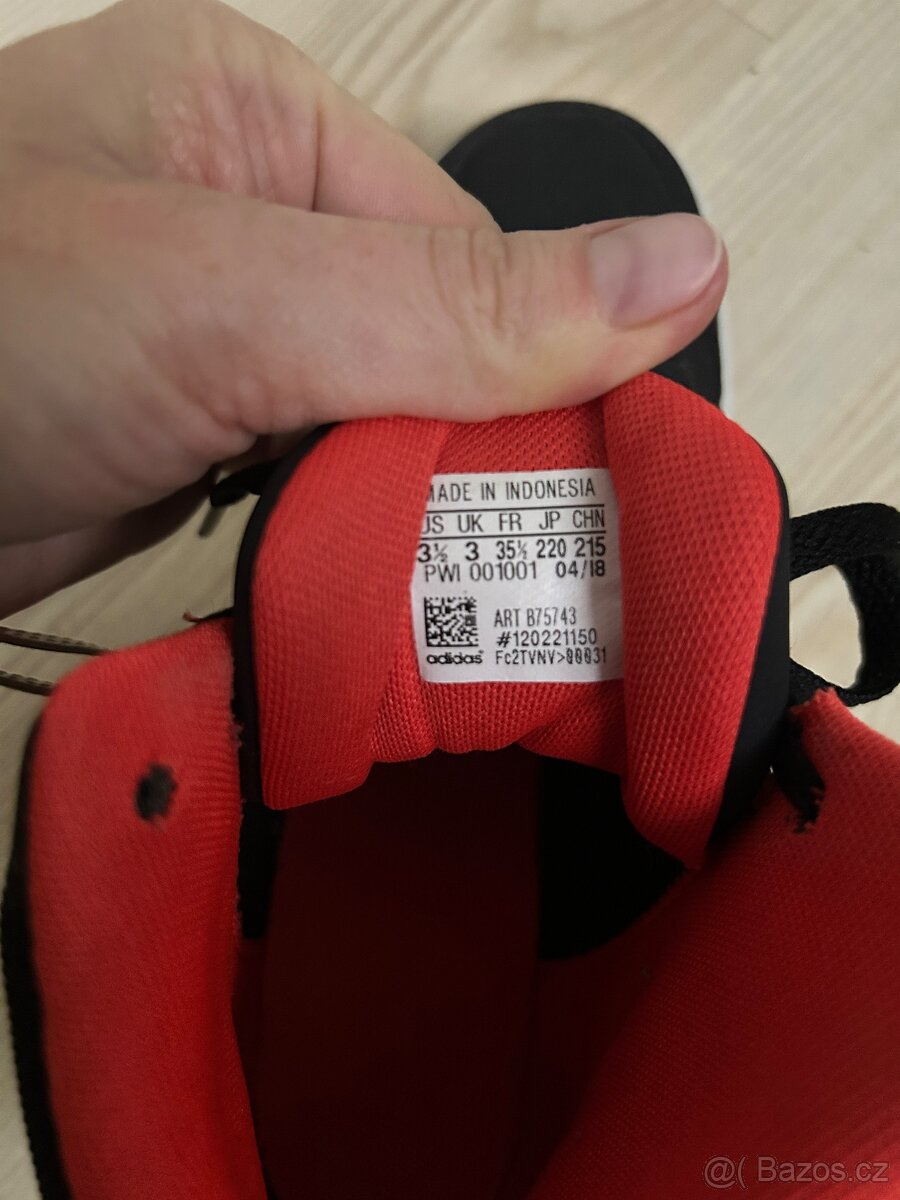 MADE IN INDONESIA
US UK FR JP CHN
3½ 3 35½ 220 215
PWI 001001 04/18
ART B75743
#120221150
adidas Fc2TVNV>00031
@( Bazos.cz